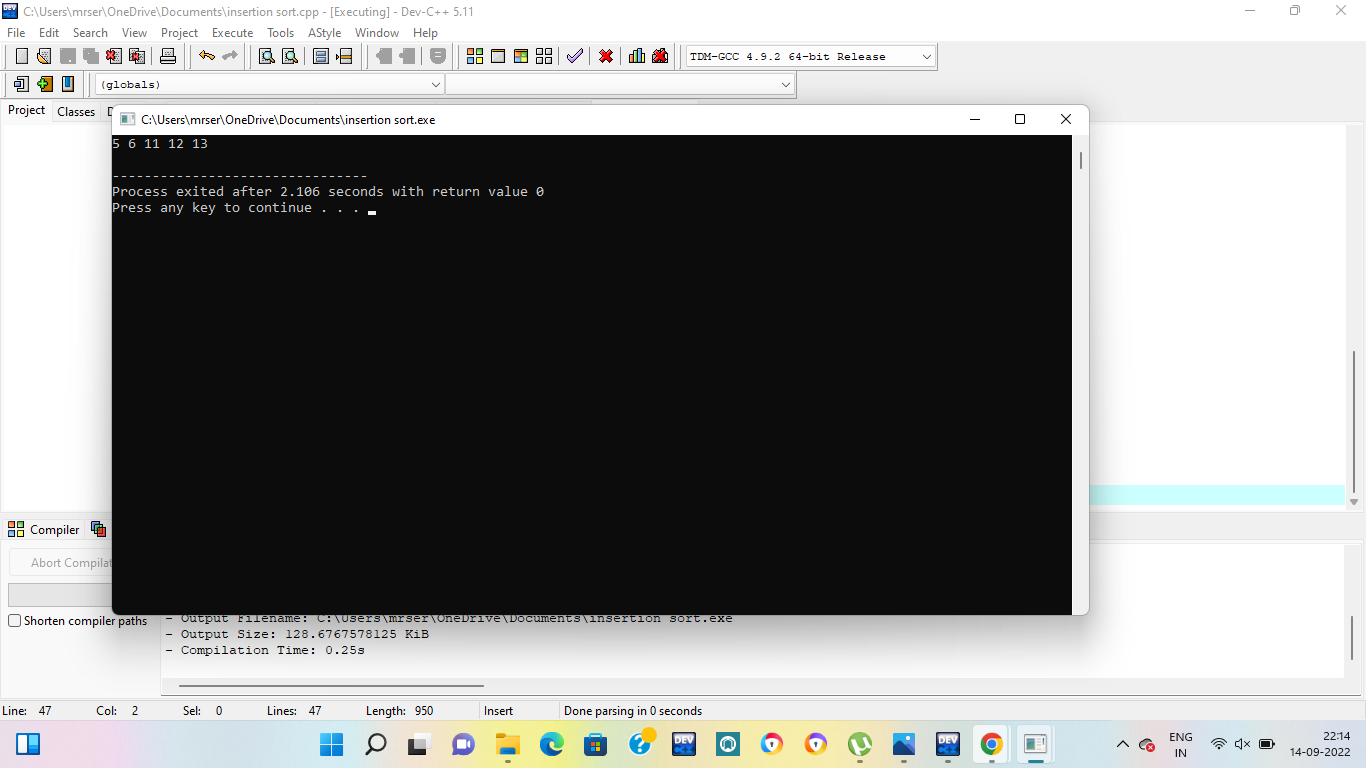 C:\Users\mrser\OneDrive\Documents\insertion sort.cpp - [Executing] - Dev-C++ 5.11
File Edit Search View Project Execute Tools AStyle Window Help
TDM-GCC 4.9.2 64-bit Release
(globals)
Project Classes
C:\Users\mrser\OneDrive\Documents\insertion sort.exe
5 6 11 12 13
--------------------------------
Process exited after 2.106 seconds with return value 0
Press any key to continue . . .
Compiler
Abort Compilat
Shorten compiler paths
- Output Filename: C:\Users\mrser\OneDrive\Documents\insertion sort.exe
- Output Size: 128.6767578125 KiB
- Compilation Time: 0.25s
Line: 47 Col: 2 Sel: 0 Lines: 47 Length: 950 Insert Done parsing in 0 seconds
DEV
DEV
ENG
IN
22:14
14-09-2022